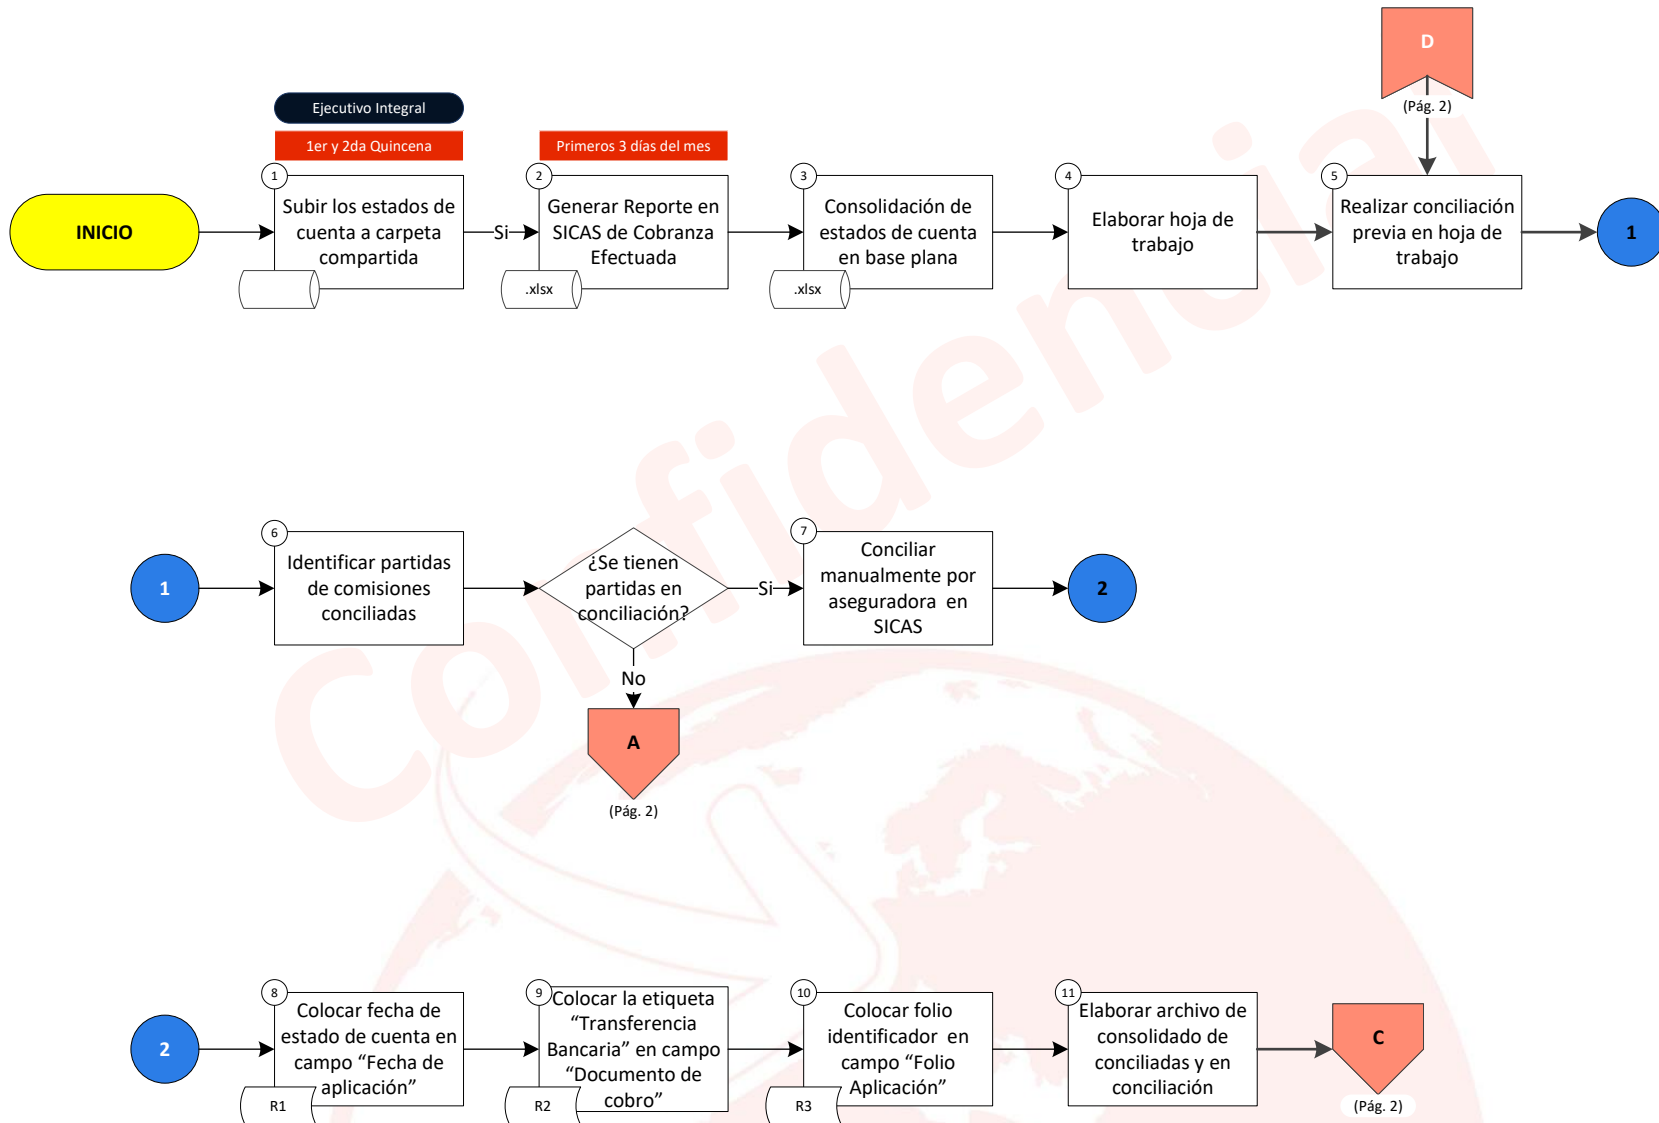 D
(Pág. 2)
Ejecutivo Integral
1er y 2da Quincena
Primeros 3 días del mes
INICIO
1
Subir los estados de
cuenta a carpeta
compartida
Si
2
Generar Reporte en
SICAS de Cobranza
Efectuada
.xlsx
3
Consolidación de
estados de cuenta
en base plana
.xlsx
4
Elaborar hoja de
trabajo
5
Realizar conciliación
previa en hoja de
trabajo
1
Confidencial
1
6
Identificar partidas
de comisiones
conciliadas
¿Se tienen
partidas en
conciliación?
Si
No
A
(Pág. 2)
7
Conciliar
manualmente por
aseguradora en
SICAS
2
2
8
Colocar fecha de
estado de cuenta en
campo “Fecha de
aplicación”
R1
9
Colocar la etiqueta
“Transferencia
Bancaria” en campo
“Documento de
cobro”
R2
10
Colocar folio
identificador en
campo “Folio
Aplicación”
R3
11
Elaborar archivo de
consolidado de
conciliadas y en
conciliación
C
(Pág. 2)